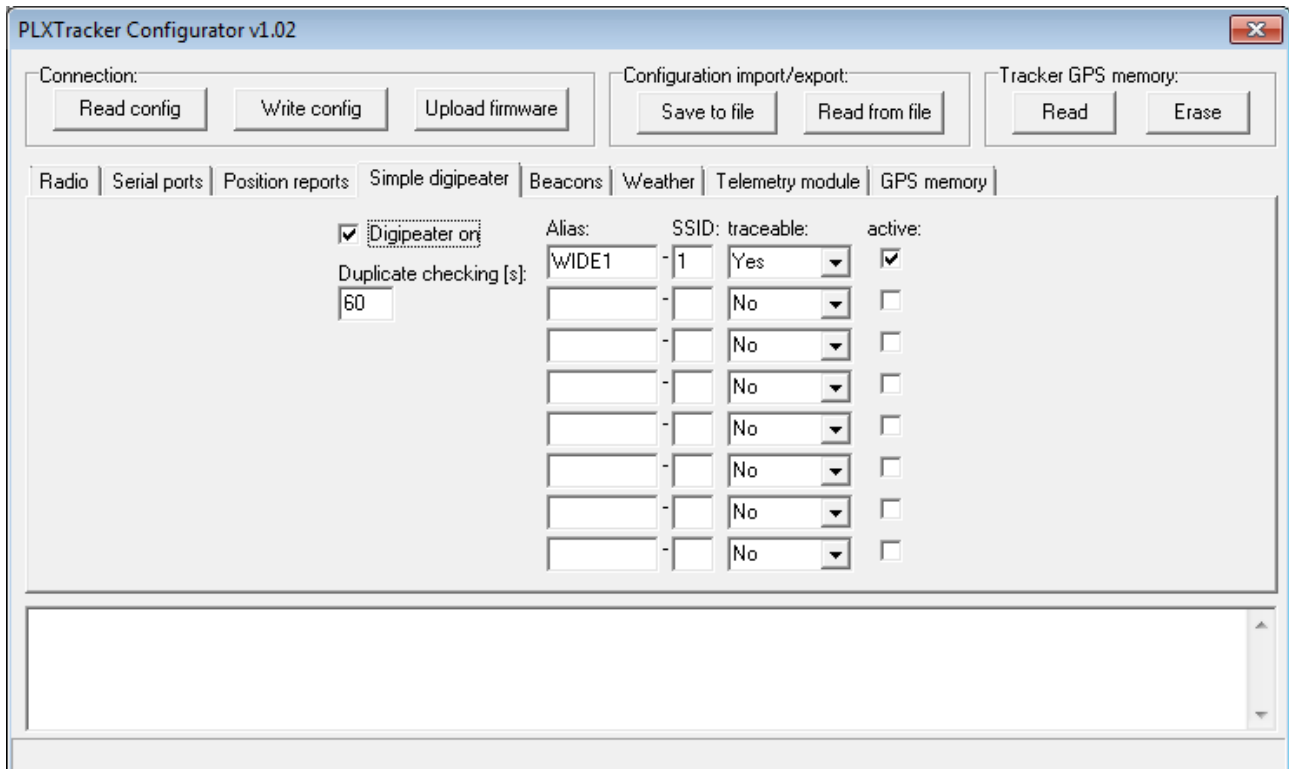 PLXTracker Configurator v1.02
Connection: Configuration import/export: Tracker GPS memory:
Read config Write config Upload firmware Save to file Read from file Read Erase
Radio Serial ports Position reports Simple digipeater Beacons Weather Telemetry module GPS memory
Digipeater on Alias: SSID: traceable: active:
WIDE1 - 1 Yes
Duplicate checking [s]:
60 - No
- No
- No
- No
- No
- No
- No